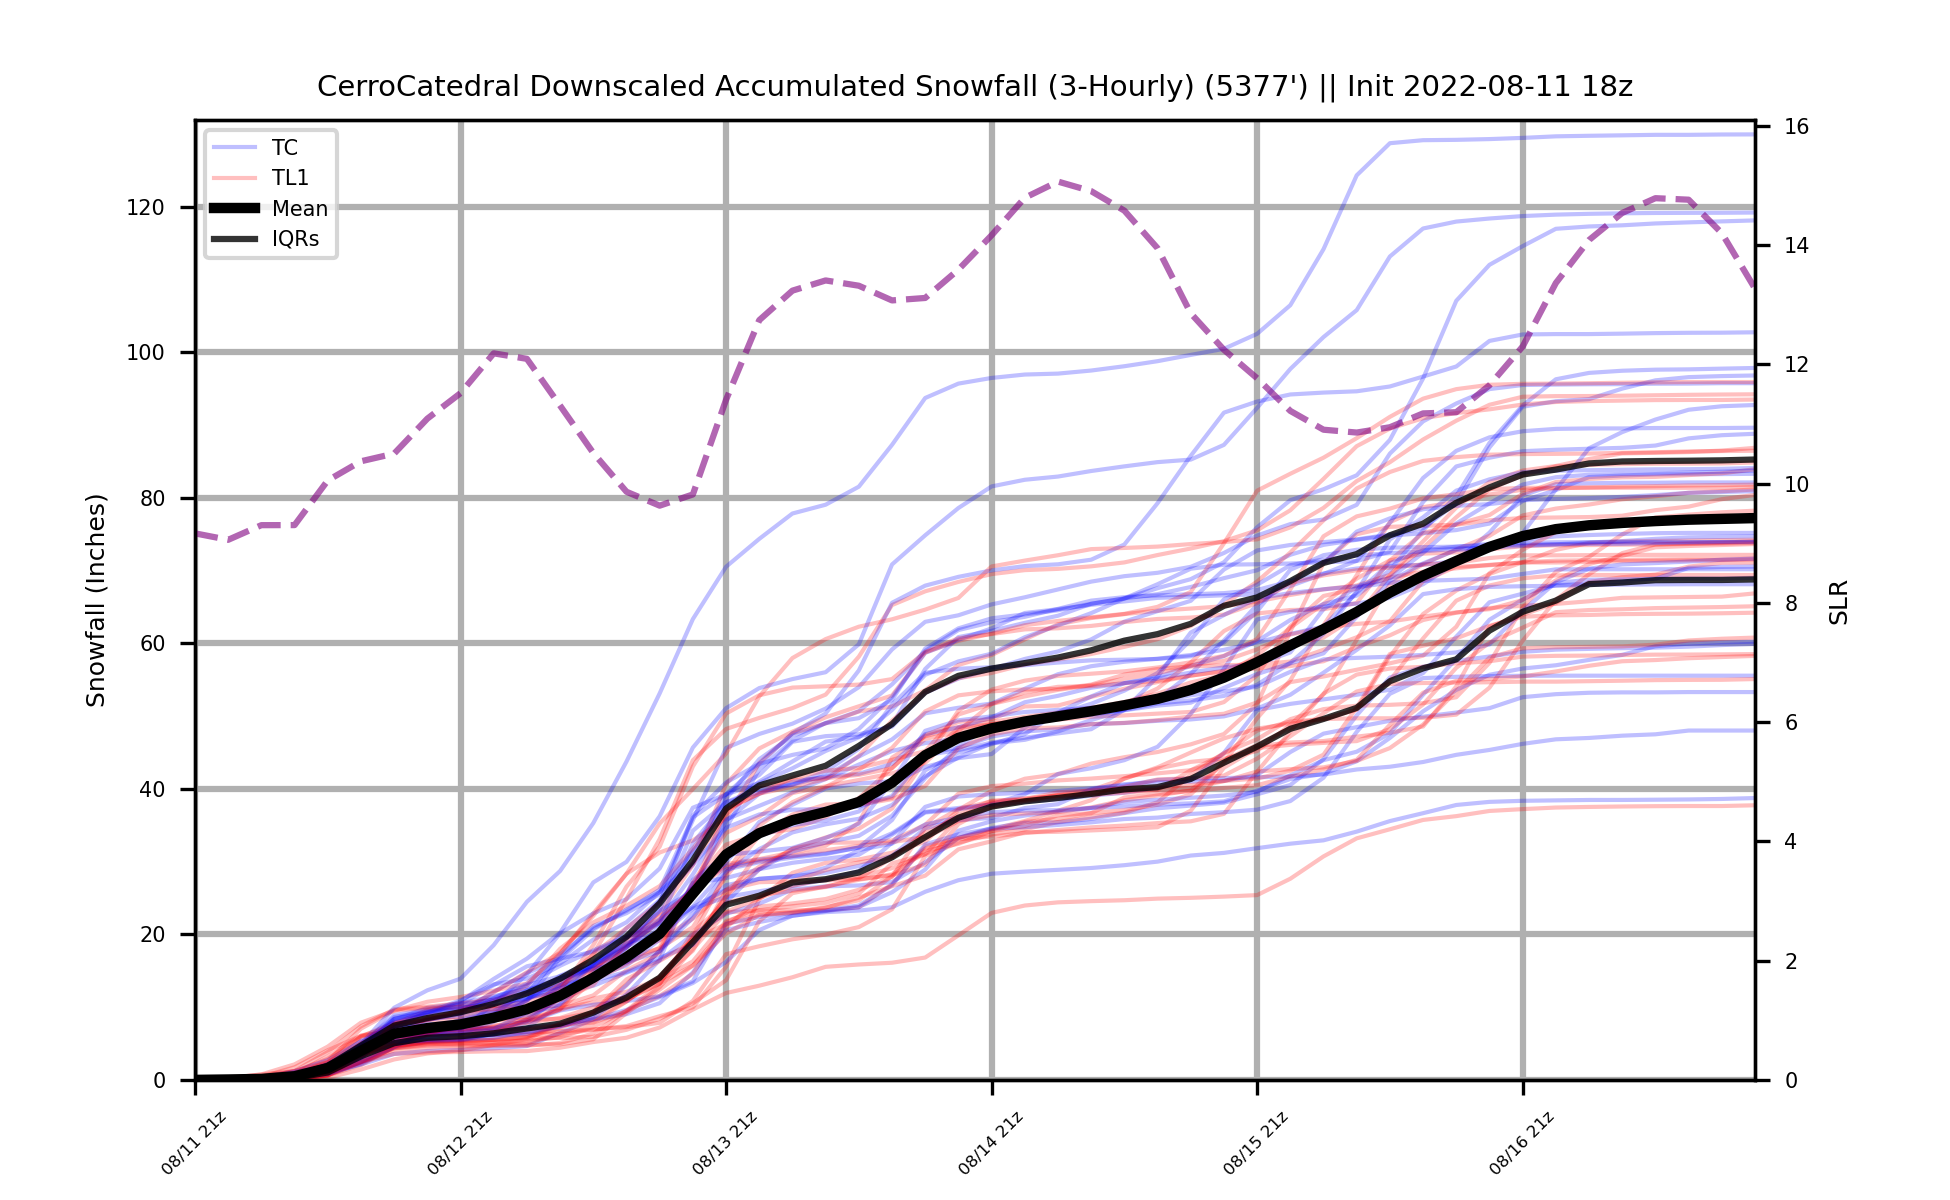 CerroCatedral Downscaled Accumulated Snowfall (3-Hourly) (5377') || Init 2022-08-11 18z
TC
TL1
Mean
IQRs
Snowfall (Inches)
120
100
80
60
40
20
0
16
14
12
10
8
6
4
2
0
SLR
08/11 21z
08/12 21z
08/13 21z
08/14 21z
08/15 21z
08/16 21z